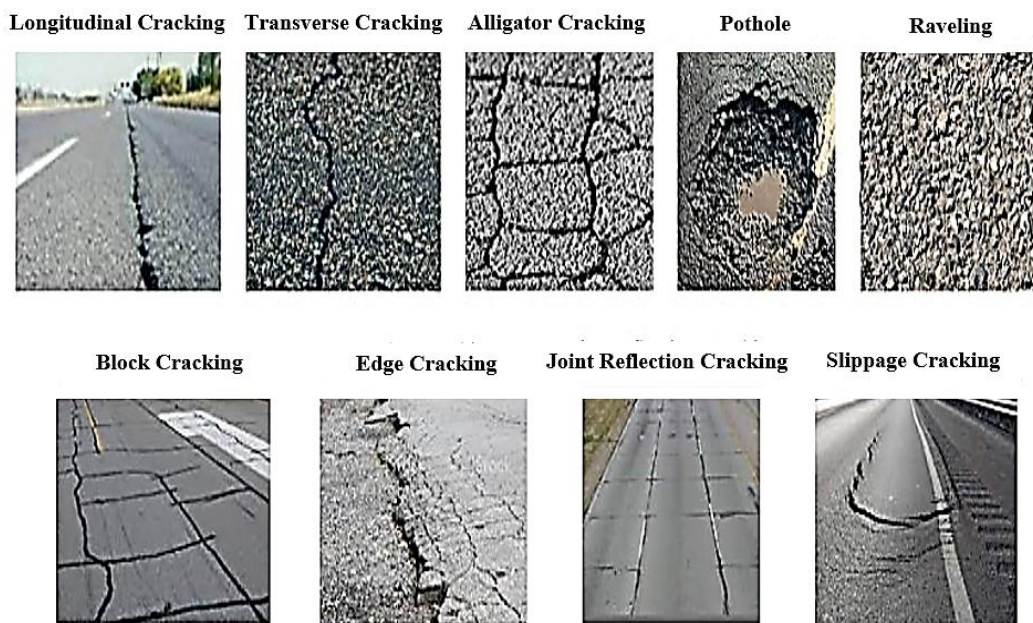 Longitudinal Cracking
Transverse Cracking
Alligator Cracking
Pothole
Raveling
Block Cracking
Edge Cracking
Joint Reflection Cracking
Slippage Cracking